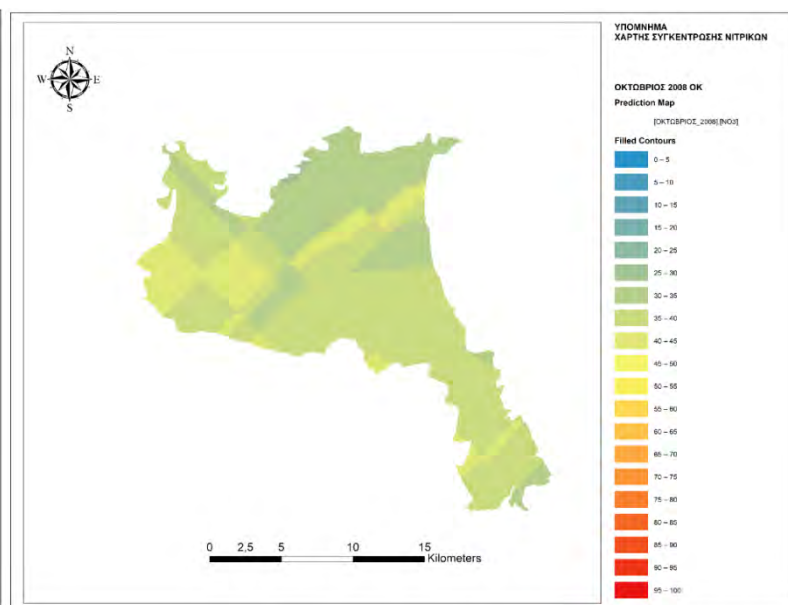 ΥΠΟΜΝΗΜΑ
ΧΑΡΤΗΣ ΣΥΓΚΕΝΤΡΩΣΗΣ ΝΙΤΡΙΚΩΝ
ΟΚΤΩΒΡΙΟΣ 2008 ΟΚ
Prediction Map
[ΟΚΤΩΒΡΙΟΣ_2008].[NO3]
Filled Contours
0 – 5
5 – 10
10 – 15
15 – 20
20 – 25
25 – 30
30 – 35
35 – 40
40 – 45
45 – 50
50 – 55
55 – 60
60 – 65
65 – 70
70 – 75
75 – 80
80 – 85
85 – 90
90 – 95
95 – 100
N
W E
S
0 2,5 5 10 15
Kilometers